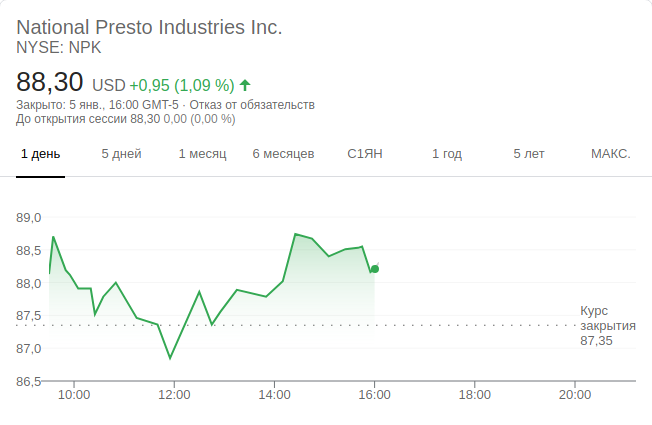 National Presto Industries Inc.
NYSE: NPK
88,30 USD +0,95 (1,09 %)
Закрыто: 5 янв., 16:00 GMT-5 · Отказ от обязательств
До открытия сессии 88,30 0,00 (0,00 %)
1 день 5 дней 1 месяц 6 месяцев С1ЯН 1 год 5 лет МАКС.
89,0
88,5
88,0
87,5
87,0
86,5
Курс
закрытия
87,35
10:00 12:00 14:00 16:00 18:00 20:00